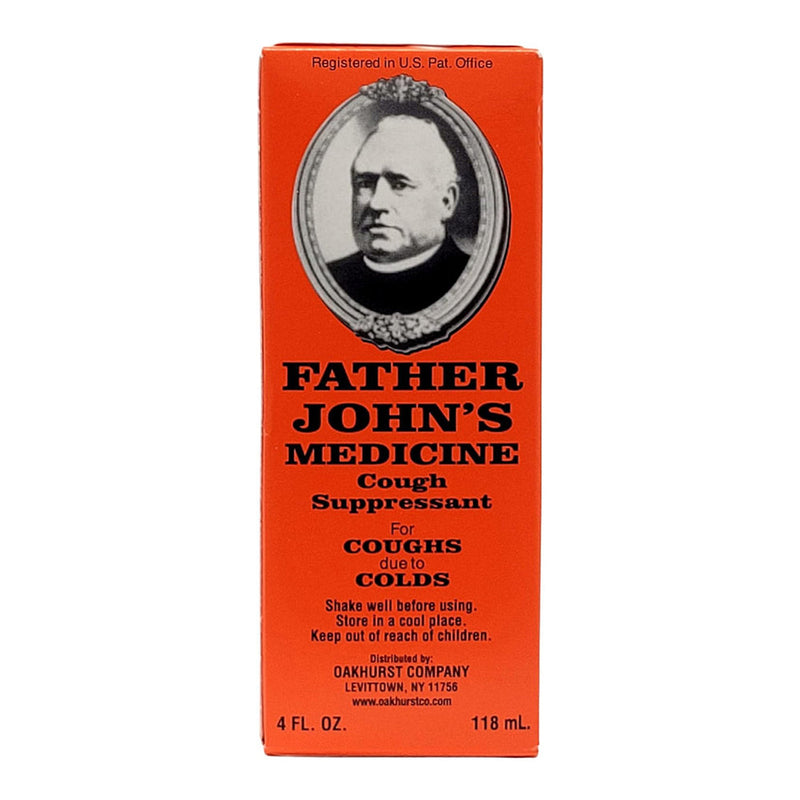 Registered in U.S. Pat. Office
FATHER
JOHN'S
MEDICINE
Cough
Suppressant
For
COUGHS
due to
COLDS
Shake well before using.
Store in a cool place.
Keep out of reach of children.
Distributed by:
OAKHURST COMPANY
LEVITTOWN, NY 11756
www.oakhurstco.com
4 FL. OZ. 118 mL.